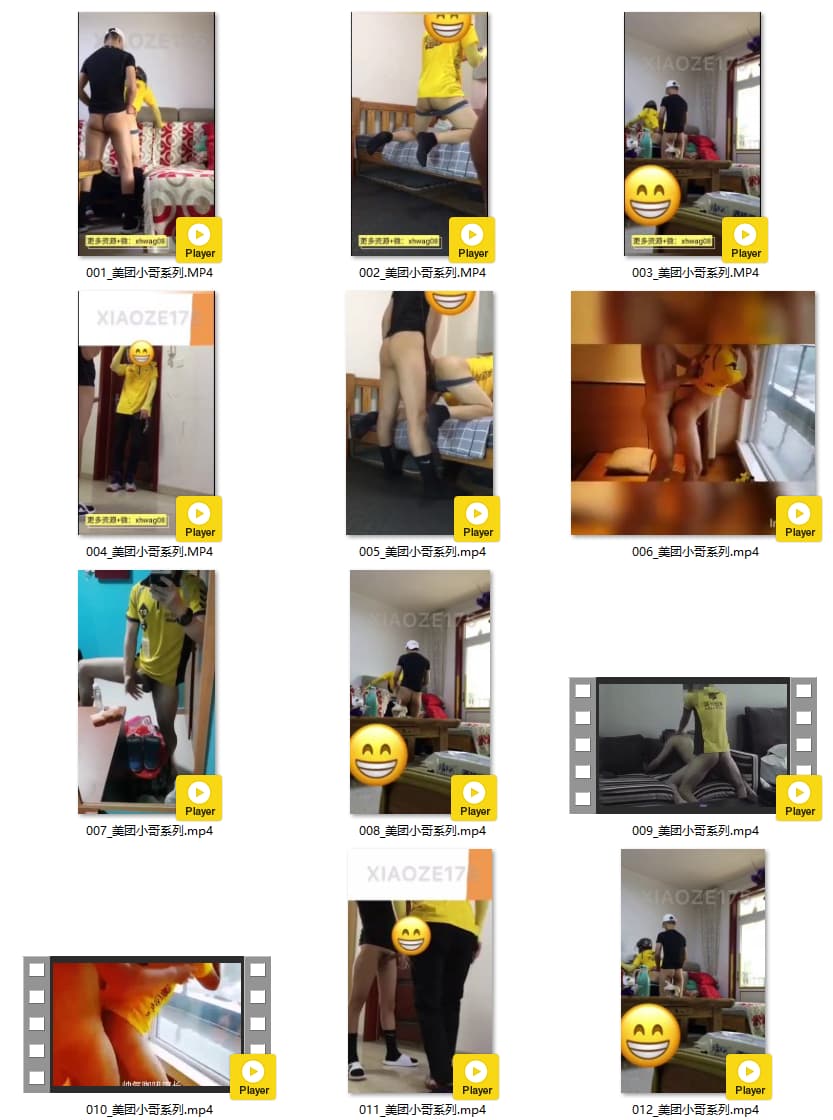 XIAOZE175
更多资源+微：xhwag08
Player
001_美团小哥系列.MP4
更多资源+微：xhwag08
Player
002_美团小哥系列.MP4
XIAOZE175
更多资源+微：xhwag08
Player
003_美团小哥系列.MP4
XIAOZE17
更多资源+微：xhwag08
Player
004_美团小哥系列.MP4
Player
005_美团小哥系列.mp4
Player
006_美团小哥系列.mp4
Player
007_美团小哥系列.mp4
XIAOZE175
Player
008_美团小哥系列.mp4
Player
009_美团小哥系列.mp4
Player
010_美团小哥系列.mp4
XIAOZE17
Player
011_美团小哥系列.mp4
XIAOZE175
Player
012_美团小哥系列.mp4